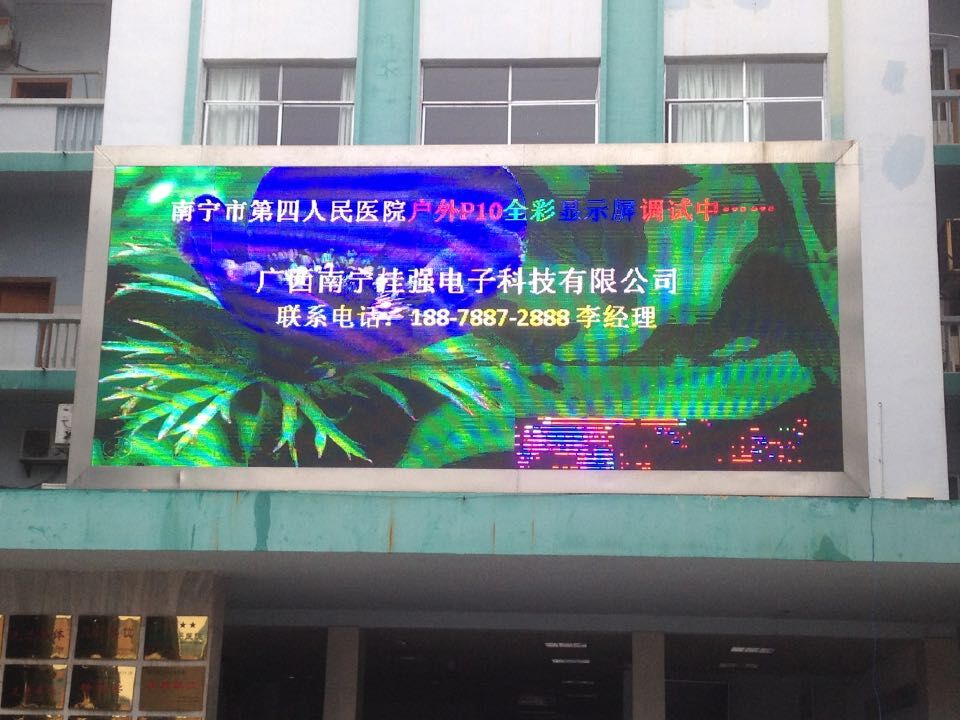 南宁市第四人民医院户外P10全彩显示屏调试中……
广西南宁桂强电子科技有限公司
联系电话：188-7887-2888 李经理